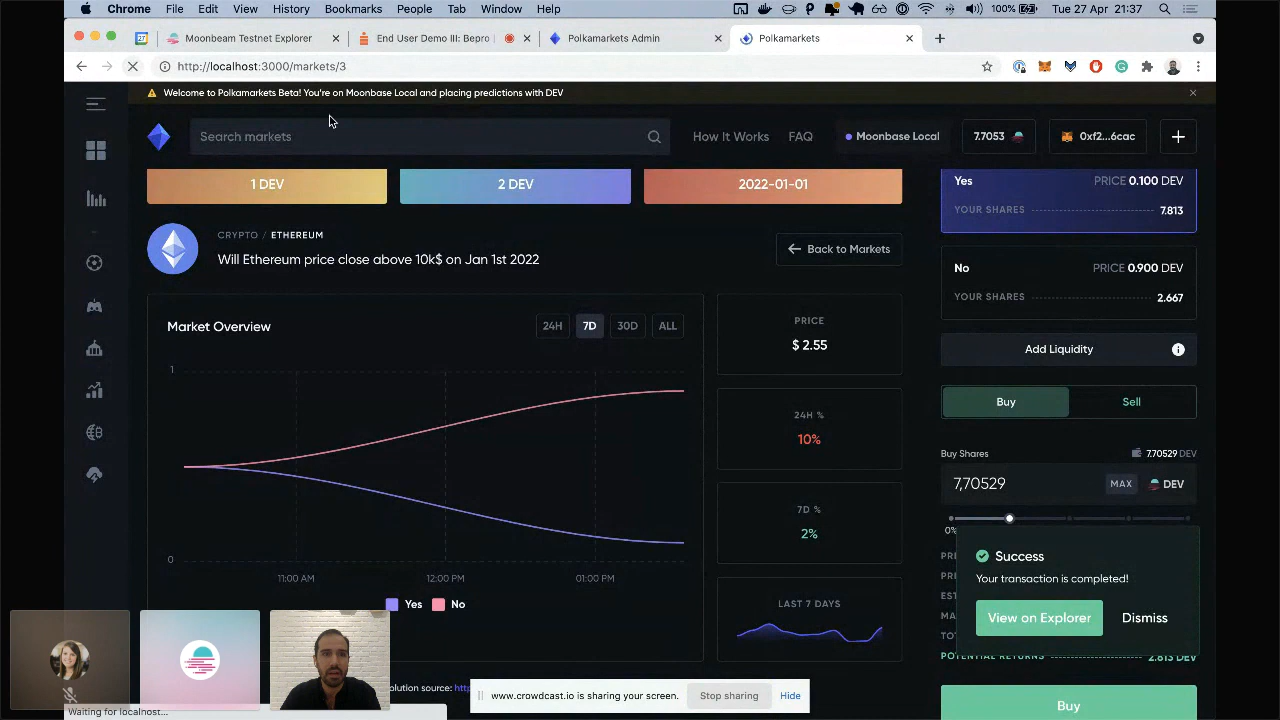 Chrome File Edit View History Bookmarks People Tab Window Help 100% Tue 27 Apr 21:37
27 Moonbeam Testnet Explorer × End User Demo III: Bepro × Polkamarkets Admin × Polkamarkets × +
http://localhost:3000/markets/3
Welcome to Polkamarkets Beta! You're on Moonbase Local and placing predictions with DEV
Search markets How It Works FAQ Moonbase Local 7.7053 0xf2...6cac +
1 DEV 2 DEV 2022-01-01
Yes PRICE 0.100 DEV
YOUR SHARES 7.813
CRYPTO / ETHEREUM
Will Ethereum price close above 10k$ on Jan 1st 2022
Back to Markets
No PRICE 0.900 DEV
YOUR SHARES 2.667
Market Overview 24H 7D 30D ALL
PRICE
$ 2.55
Add Liquidity
1
24H %
10%
Buy Sell
Buy Shares 7.70529 DEV
7,70529 MAX DEV
7D %
2%
0%
0
11:00 AM 12:00 PM 01:00 PM
Yes No
LAST 7 DAYS
Success
Your transaction is completed!
View on Explorer Dismiss
POTENTIAL RETURNS 2.813 DEV
olution source: http
www.crowdcast.io is sharing your screen. Stop sharing Hide
Buy
Waiting for localhost...